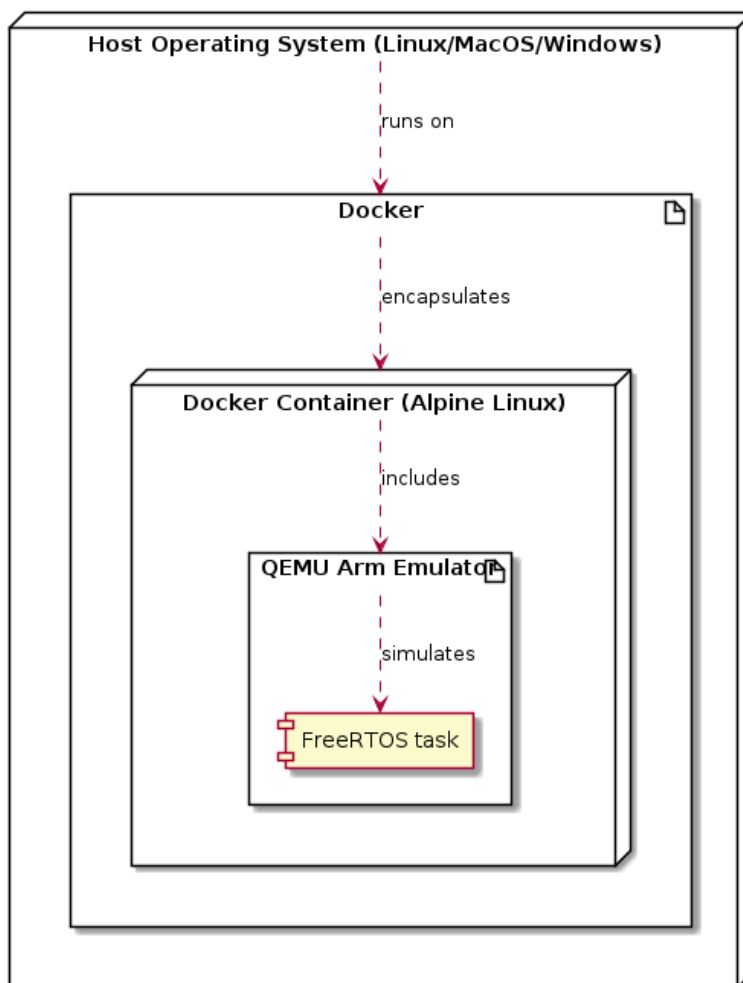 Host Operating System (Linux/MacOS/Windows)
runs on
Docker
encapsulates
Docker Container (Alpine Linux)
includes
QEMU Arm Emulator
simulates
FreeRTOS task